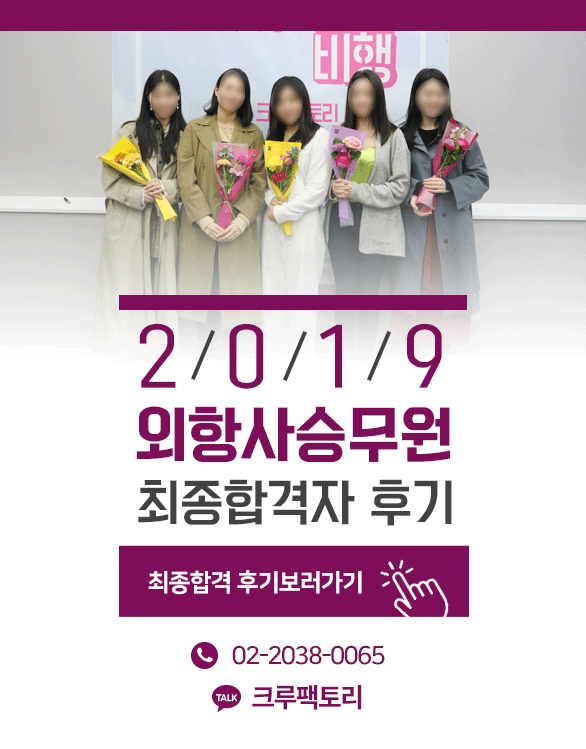 비행
크루팩토리
2/0/1/9
외항사승무원
최종합격자 후기
최종합격 후기보러가기
02-2038-0065
TALK 크루팩토리